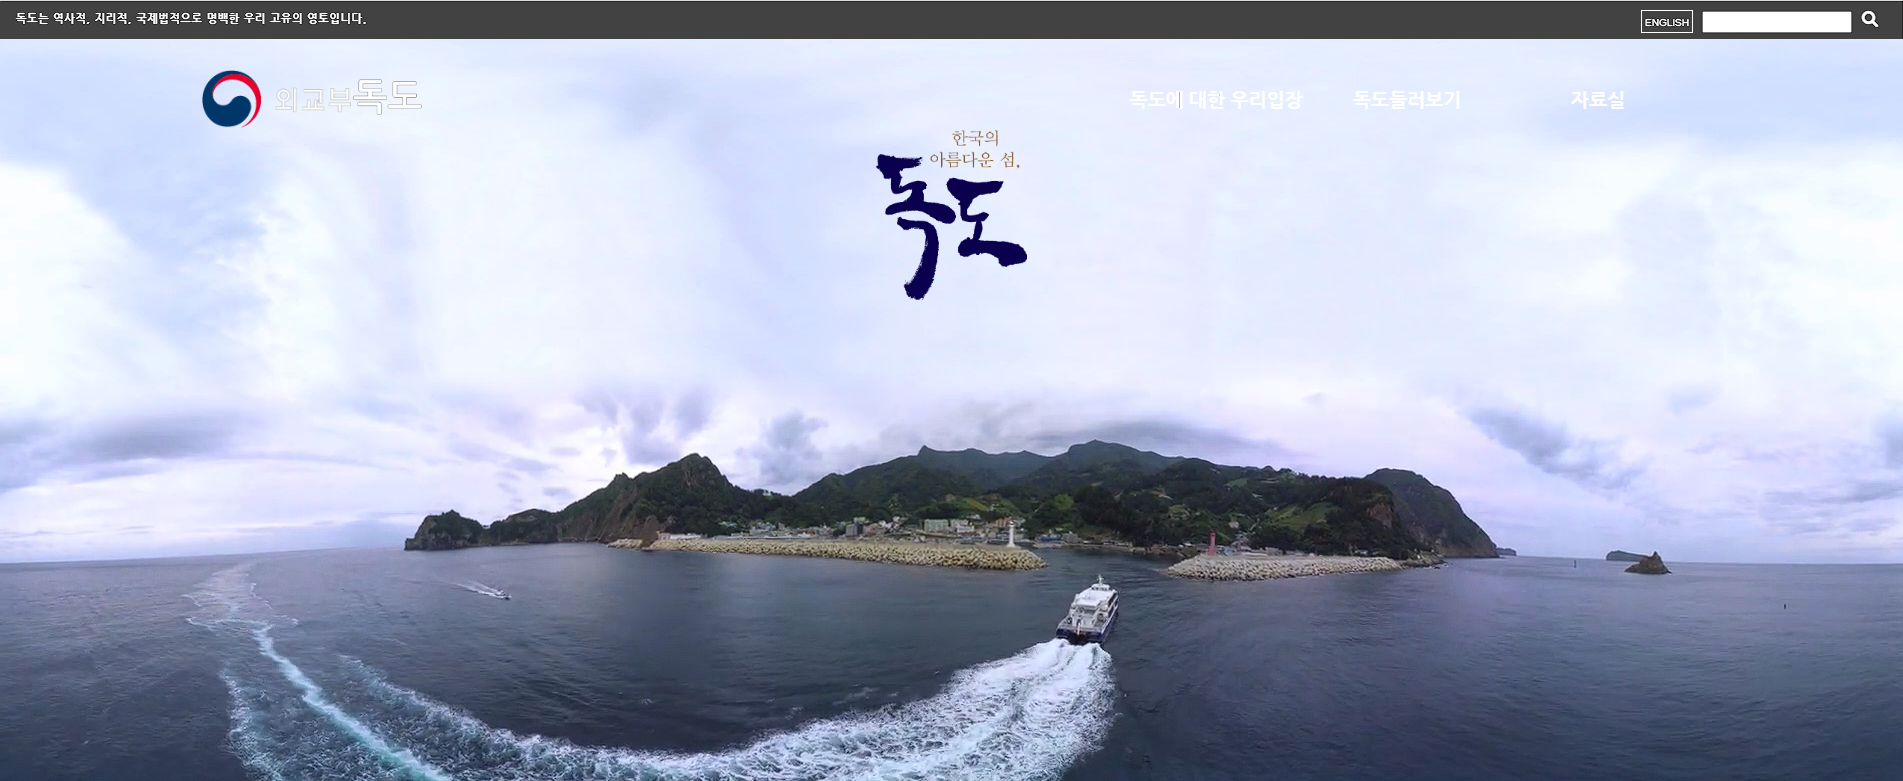 독도는 역사적, 지리적, 국제법적으로 명백한 우리 고유의 영토입니다.
ENGLISH
외교부독도
독도에 대한 우리입장
독도둘러보기
자료실
한국의
아름다운 섬,
독도